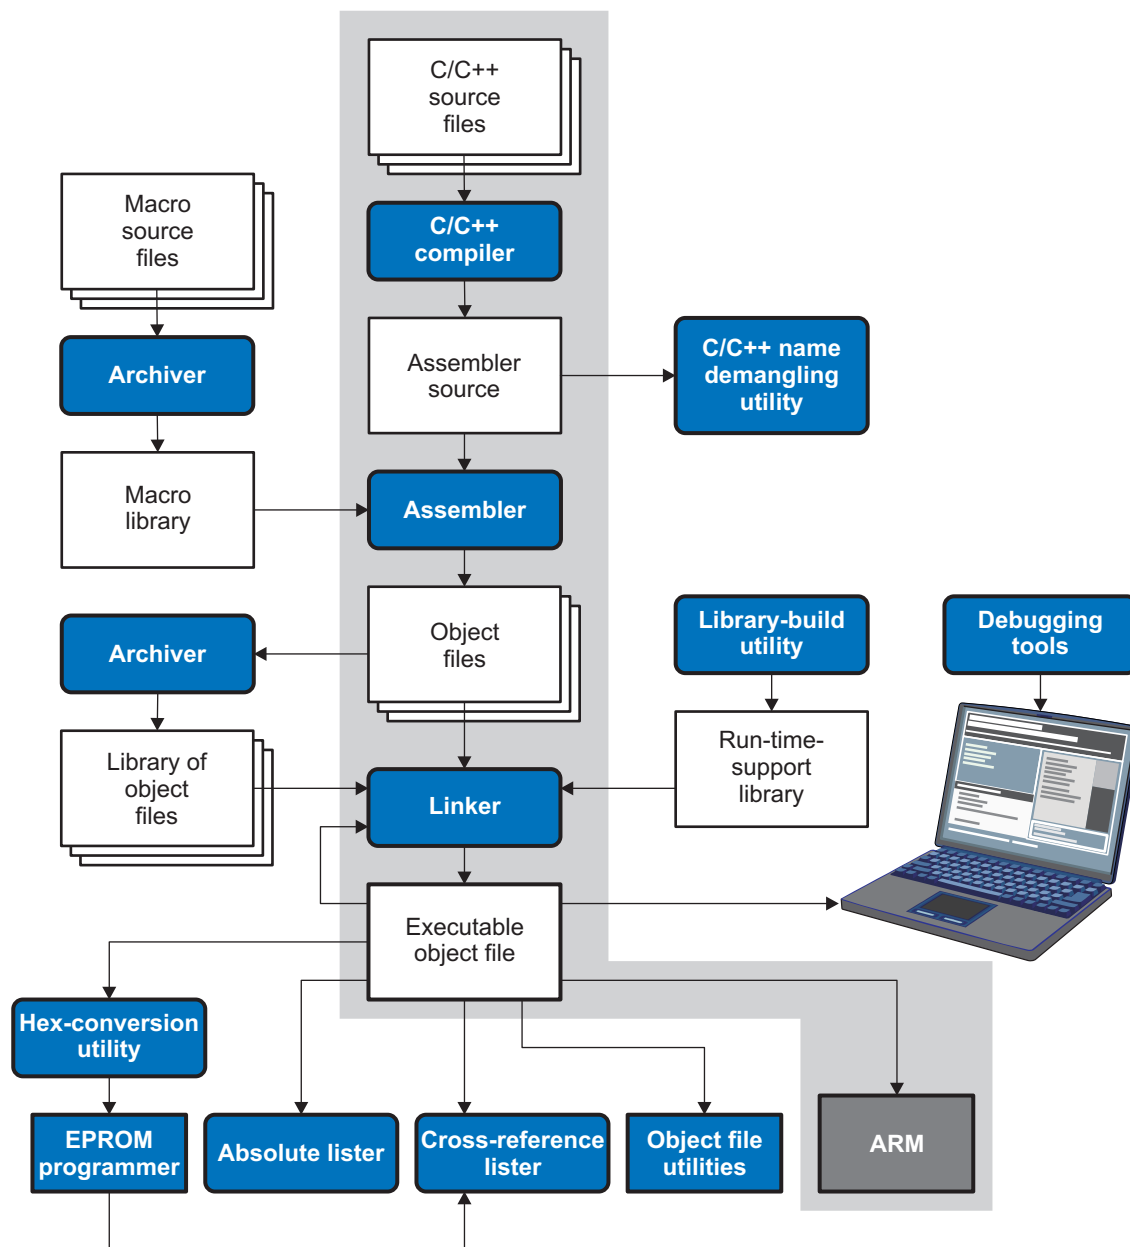 C/C++
source
files
Macro
source
files
C/C++
compiler
Archiver
Assembler
source
C/C++ name
demangling
utility
Macro
library
Assembler
Archiver
Object
files
Library-build
utility
Debugging
tools
Library of
object
files
Linker
Run-time-
support
library
Executable
object file
Hex-conversion
utility
EPROM
programmer
Absolute lister
Cross-reference
lister
Object file
utilities
ARM